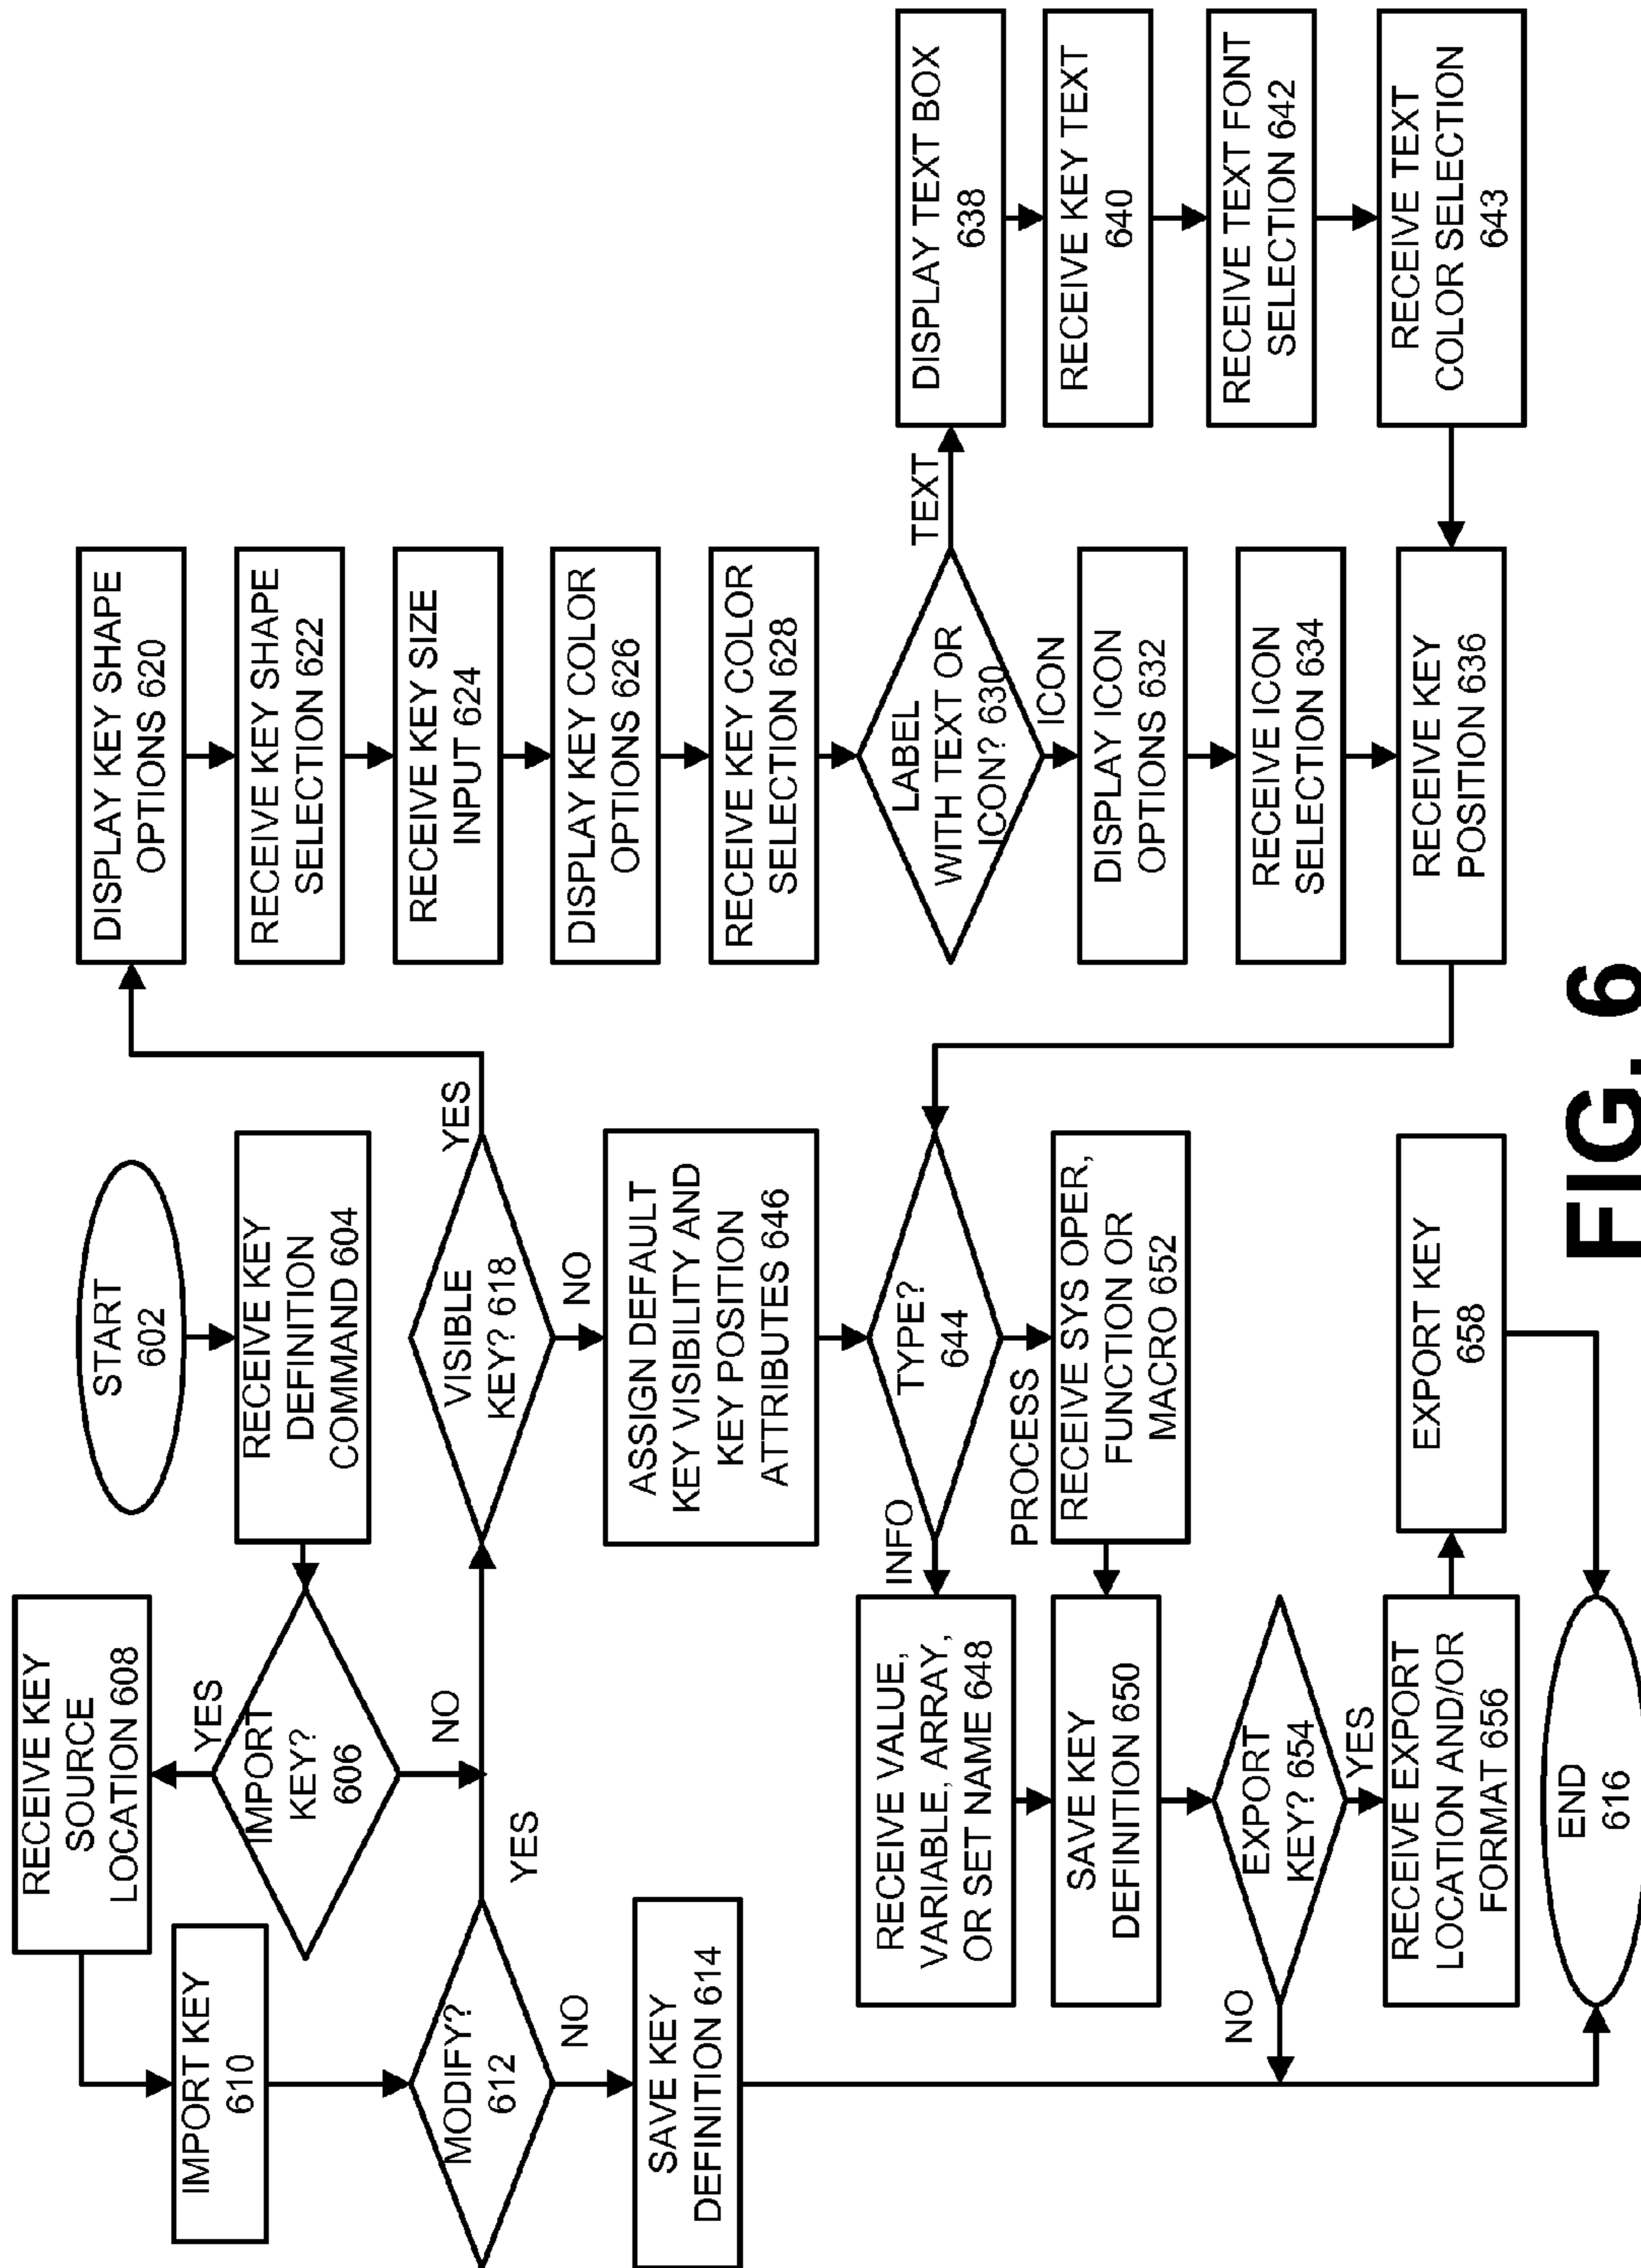 START
602
RECEIVE KEY
DEFINITION
COMMAND 604
IMPORT
KEY?
606
YES
NO
RECEIVE KEY
SOURCE
LOCATION 608
IMPORT KEY
610
MODIFY?
612
YES
NO
SAVE KEY
DEFINITION 614
VISIBLE
KEY? 618
YES
NO
ASSIGN DEFAULT
KEY VISIBILITY AND
KEY POSITION
ATTRIBUTES 646
DISPLAY KEY SHAPE
OPTIONS 620
RECEIVE KEY SHAPE
SELECTION 622
RECEIVE KEY SIZE
INPUT 624
DISPLAY KEY COLOR
OPTIONS 626
RECEIVE KEY COLOR
SELECTION 628
LABEL
WITH TEXT OR
ICON? 630
TEXT
ICON
DISPLAY ICON
OPTIONS 632
RECEIVE ICON
SELECTION 634
RECEIVE KEY
POSITION 636
DISPLAY TEXT BOX
638
RECEIVE KEY TEXT
640
RECEIVE TEXT FONT
SELECTION 642
RECEIVE TEXT
COLOR SELECTION
643
TYPE?
644
INFO
PROCESS
RECEIVE VALUE,
VARIABLE, ARRAY,
OR SET NAME 648
RECEIVE SYS OPER,
FUNCTION OR
MACRO 652
SAVE KEY
DEFINITION 650
EXPORT
KEY? 654
NO
YES
RECEIVE EXPORT
LOCATION AND/OR
FORMAT 656
EXPORT KEY
658
END
616
FIG. 6